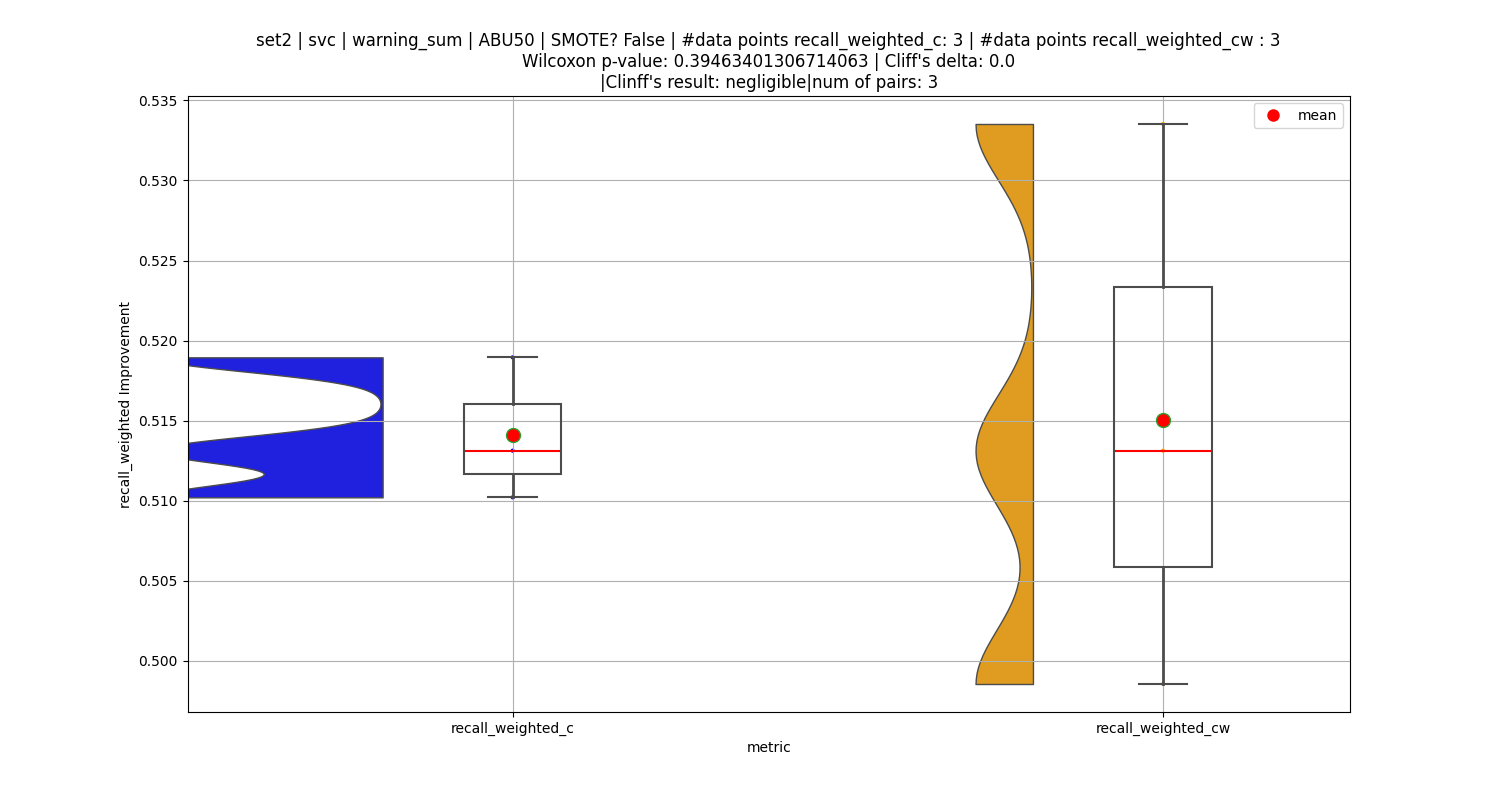 set2 | svc | warning_sum | ABU50 | SMOTE? False | #data points recall_weighted_c: 3 | #data points recall_weighted_cw : 3
Wilcoxon p-value: 0.39463401306714063 | Cliff's delta: 0.0
|Clinff's result: negligible|num of pairs: 3
mean
0.535
0.530
0.525
0.520
0.515
0.510
0.505
0.500
recall_weighted Improvement
recall_weighted_c
recall_weighted_cw
metric